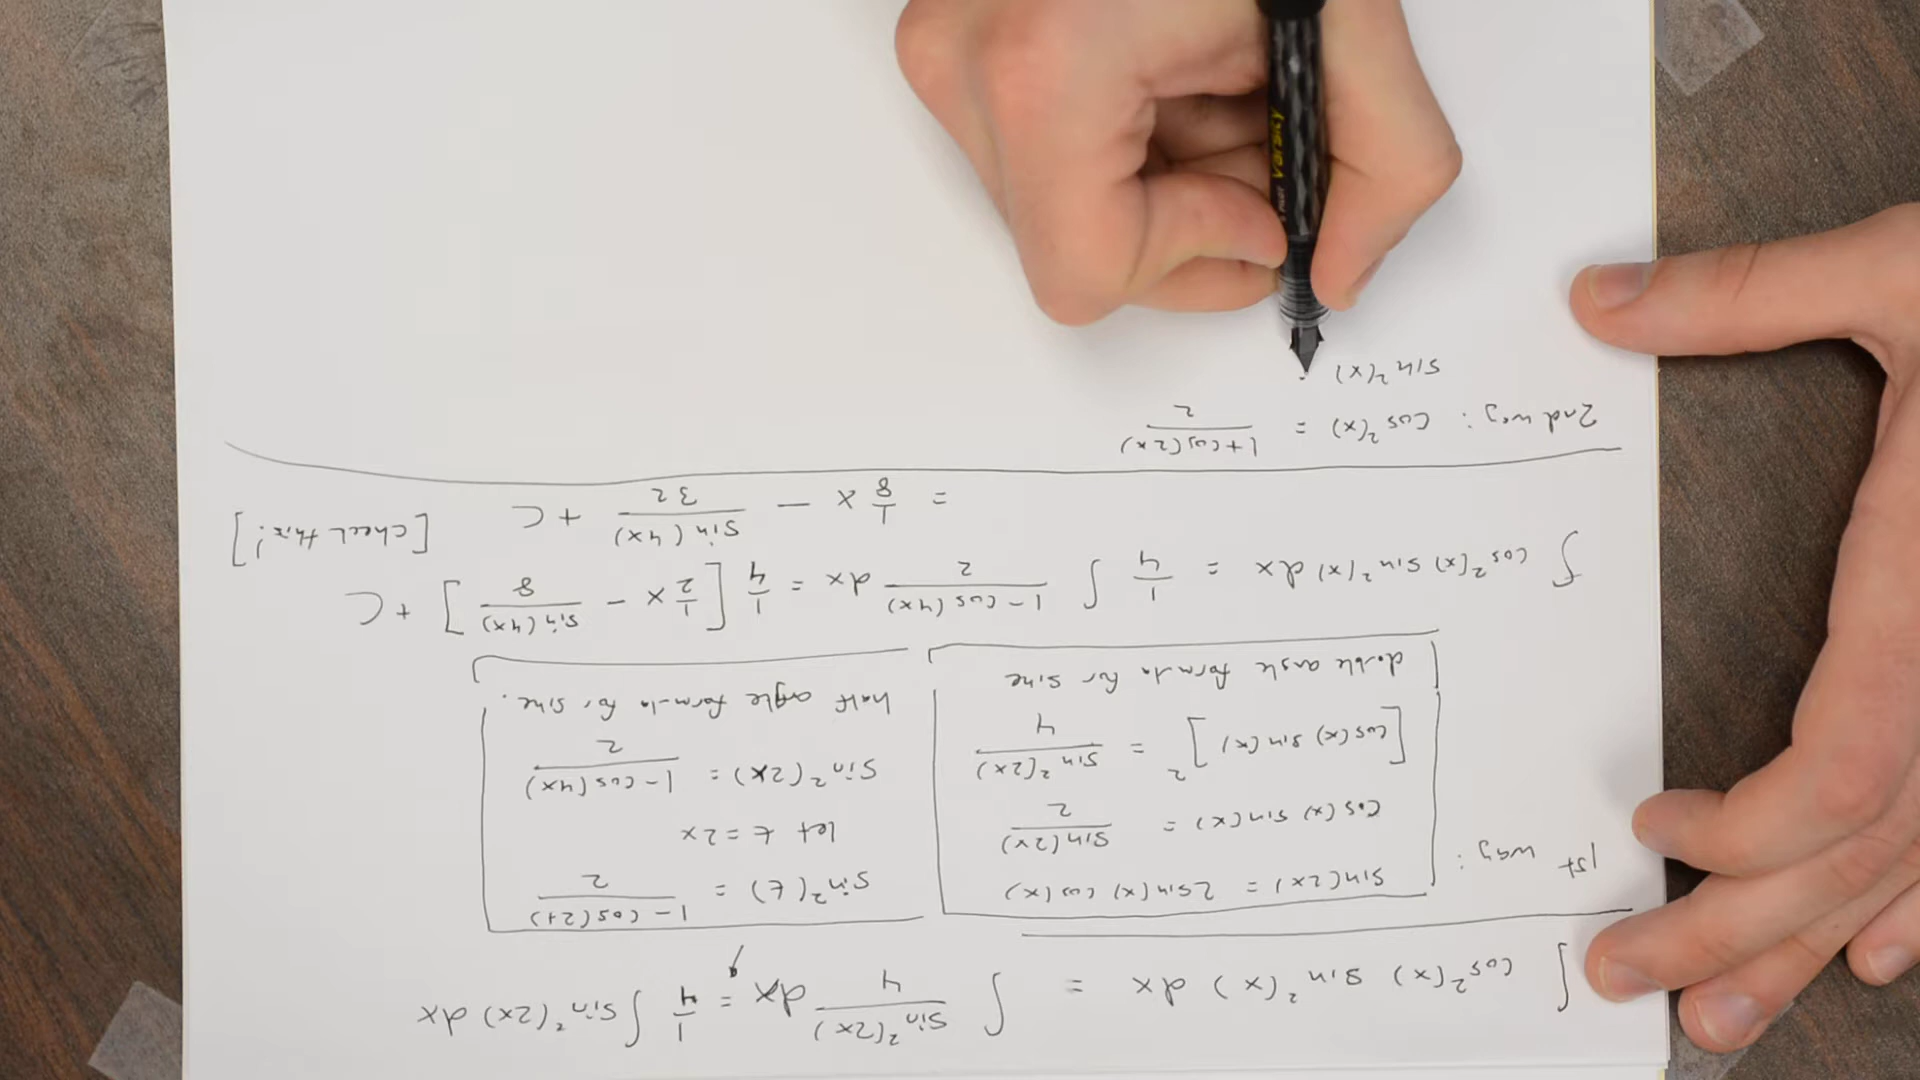 ∫ cos²(x) sin²(x) dx = ∫ sin²(2x)/4 dx = 1/4 ∫ sin²(2x) dx
1st way:
sin(2x) = 2sin(x) cos(x)
cos(x) sin(x) = sin(2x)/2
[cos(x) sin(x)]² = sin²(2x)/4
double angle formula for sine
sin²(t) = 1-cos(2t)/2
let t = 2x
sin²(2x) = 1-cos(4x)/2
half angle formula for sine.
∫ cos²(x) sin²(x) dx = 1/4 ∫ 1-cos(4x)/2 dx = 1/4 [1/2 x - sin(4x)/8] + C
= 1/8 x - sin(4x)/32 + C [check this!]
2nd way: cos²(x) = 1+cos(2x)/2
sin²(x)
PILOT Varsity